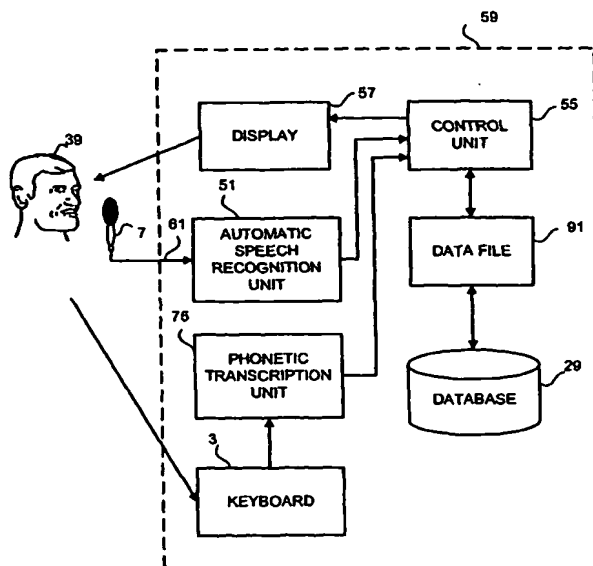 59
57
DISPLAY
CONTROL
UNIT
55
39
7
61
51
AUTOMATIC
SPEECH
RECOGNITION
UNIT
DATA FILE
91
75
PHONETIC
TRANSCRIPTION
UNIT
DATABASE
29
3
KEYBOARD